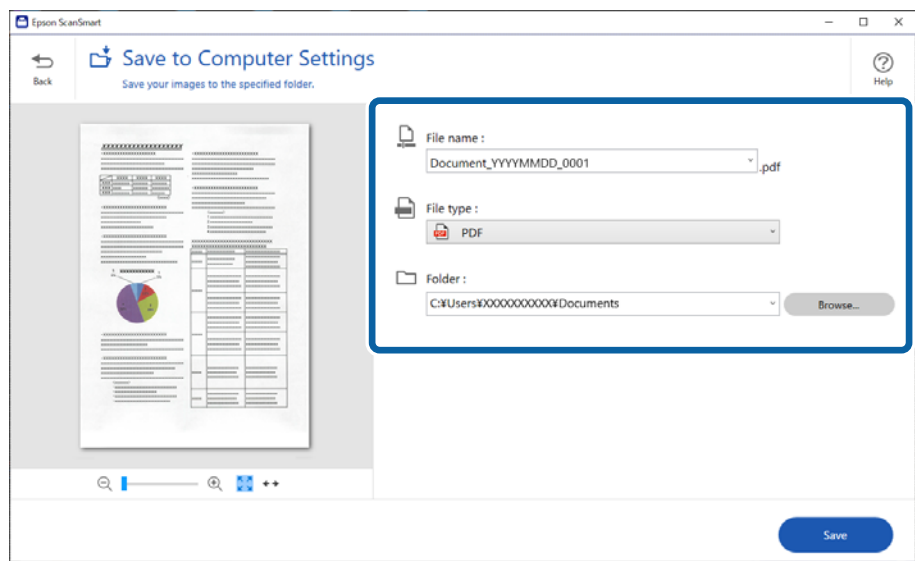 Epson ScanSmart
Back
Save to Computer Settings
Save your images to the specified folder.
Help
File name :
Document_YYYYMMDD_0001
.pdf
File type :
PDF
Folder :
C:¥Users¥XXXXXXXXXX¥Documents
Browse...
Save